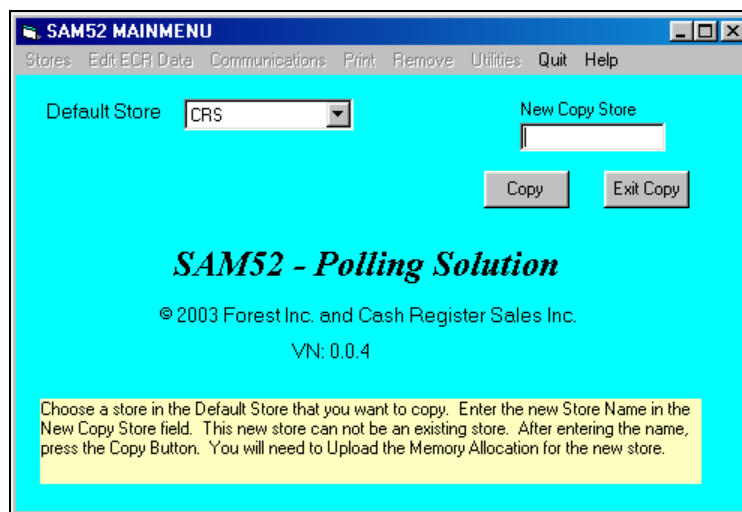 SAM52 MAINMENU
Stores Edit ECR Data Communications Print Remove Utilities Quit Help
Default Store CRS
New Copy Store
Copy Exit Copy
SAM52 - Polling Solution
© 2003 Forest Inc. and Cash Register Sales Inc.
VN: 0.0.4
Choose a store in the Default Store that you want to copy. Enter the new Store Name in the
New Copy Store field. This new store can not be an existing store. After entering the name,
press the Copy Button. You will need to Upload the Memory Allocation for the new store.